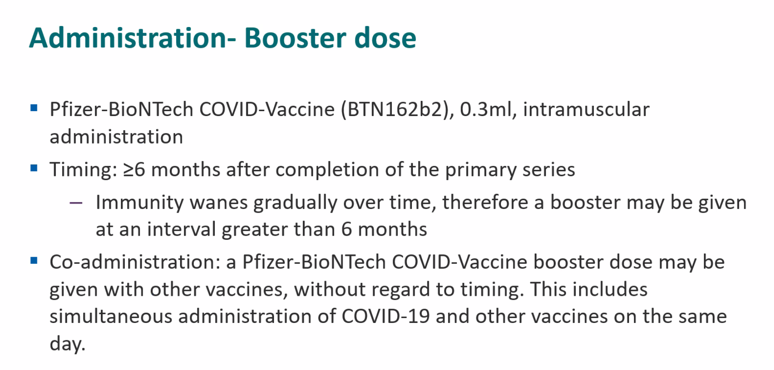 Administration- Booster dose
▪ Pfizer-BioNTech COVID-Vaccine (BTN162b2), 0.3ml, intramuscular
administration
▪ Timing: ≥6 months after completion of the primary series
– Immunity wanes gradually over time, therefore a booster may be given
at an interval greater than 6 months
▪ Co-administration: a Pfizer-BioNTech COVID-Vaccine booster dose may be
given with other vaccines, without regard to timing. This includes
simultaneous administration of COVID-19 and other vaccines on the same
day.